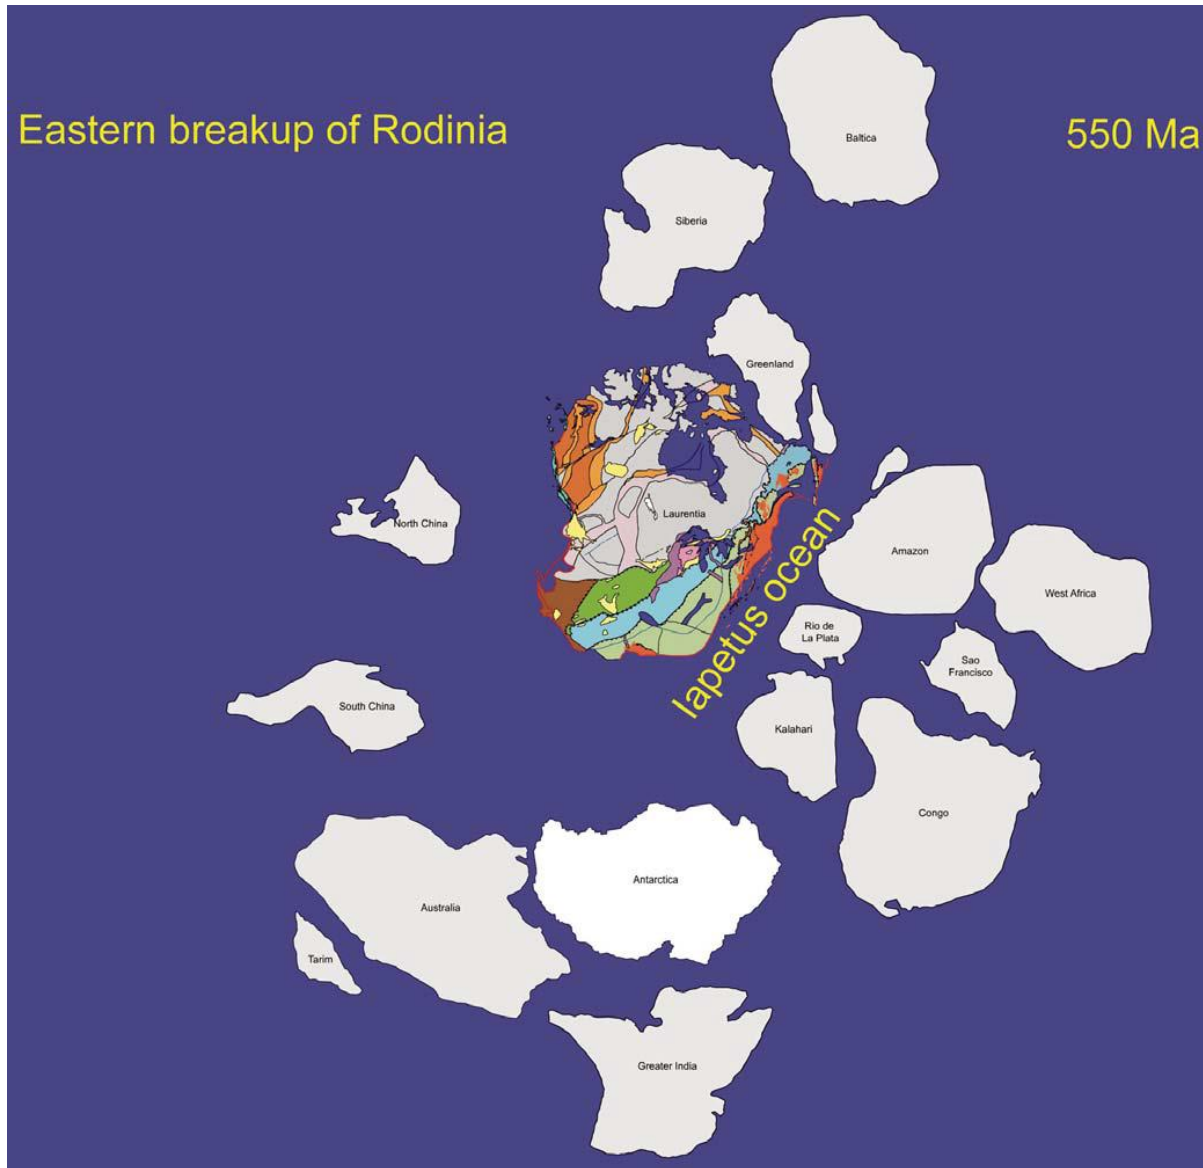 Eastern breakup of Rodinia
550 Ma
Baltica
Siberia
Greenland
North China
Laurentia
Iapetus ocean
Amazon
West Africa
Rio de
La Plata
Sao
Francisco
South China
Kalahari
Congo
Antarctica
Australia
Tarim
Greater India